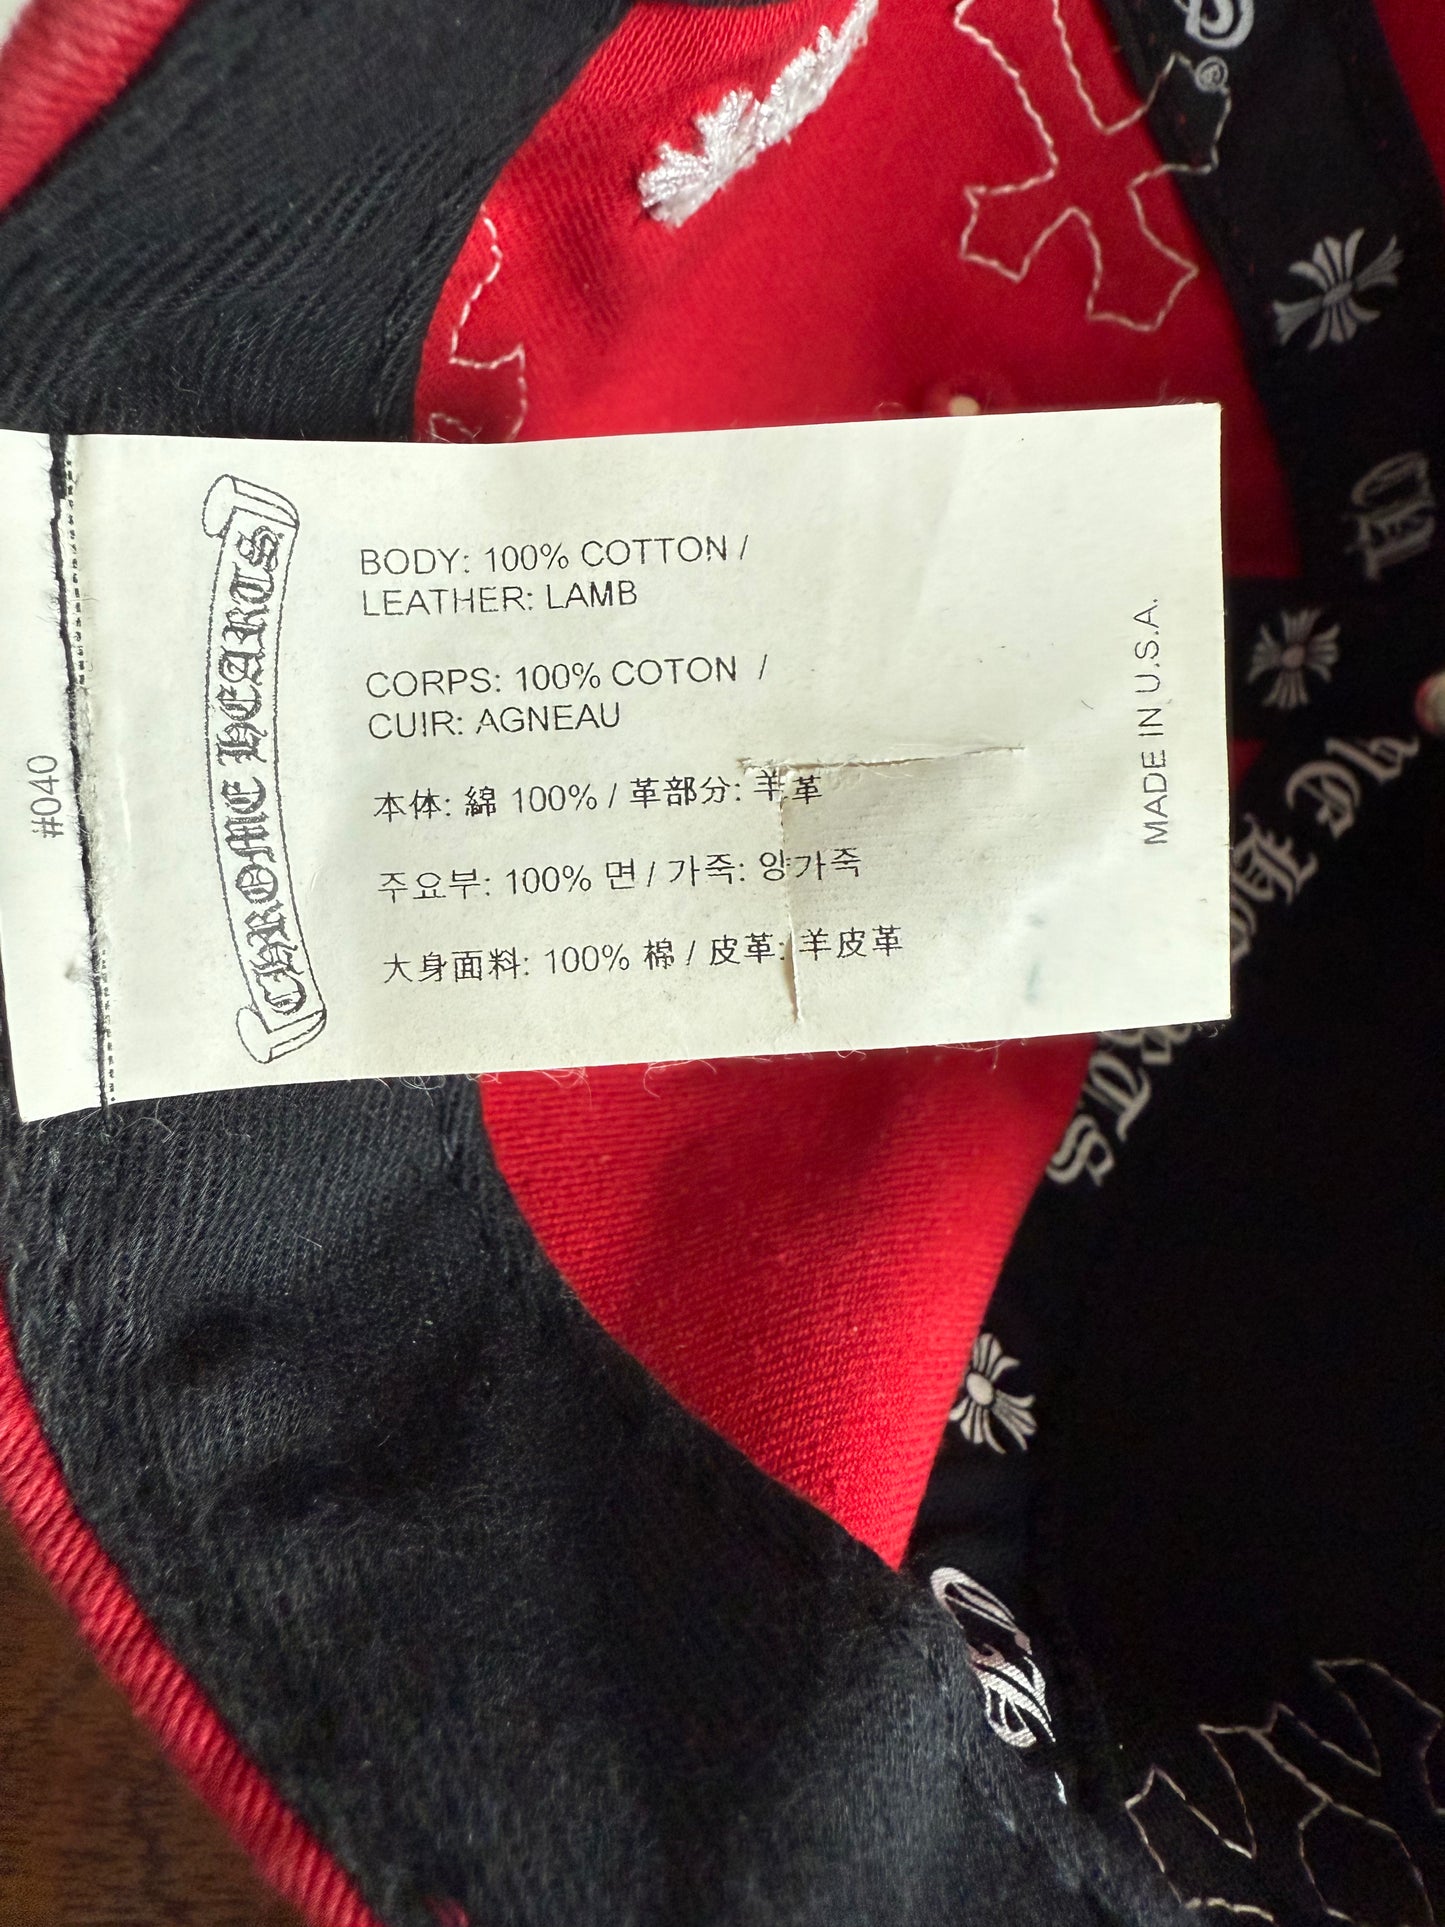 #040
CHROME HEARTS
BODY: 100% COTTON /
LEATHER: LAMB
CORPS: 100% COTON /
CUIR: AGNEAU
本体: 綿 100% / 革部分: 羊革
주요부: 100% 면 / 가죽: 양가죽
大身面料: 100% 棉 / 皮革: 羊皮革
MADE IN U.S.A.